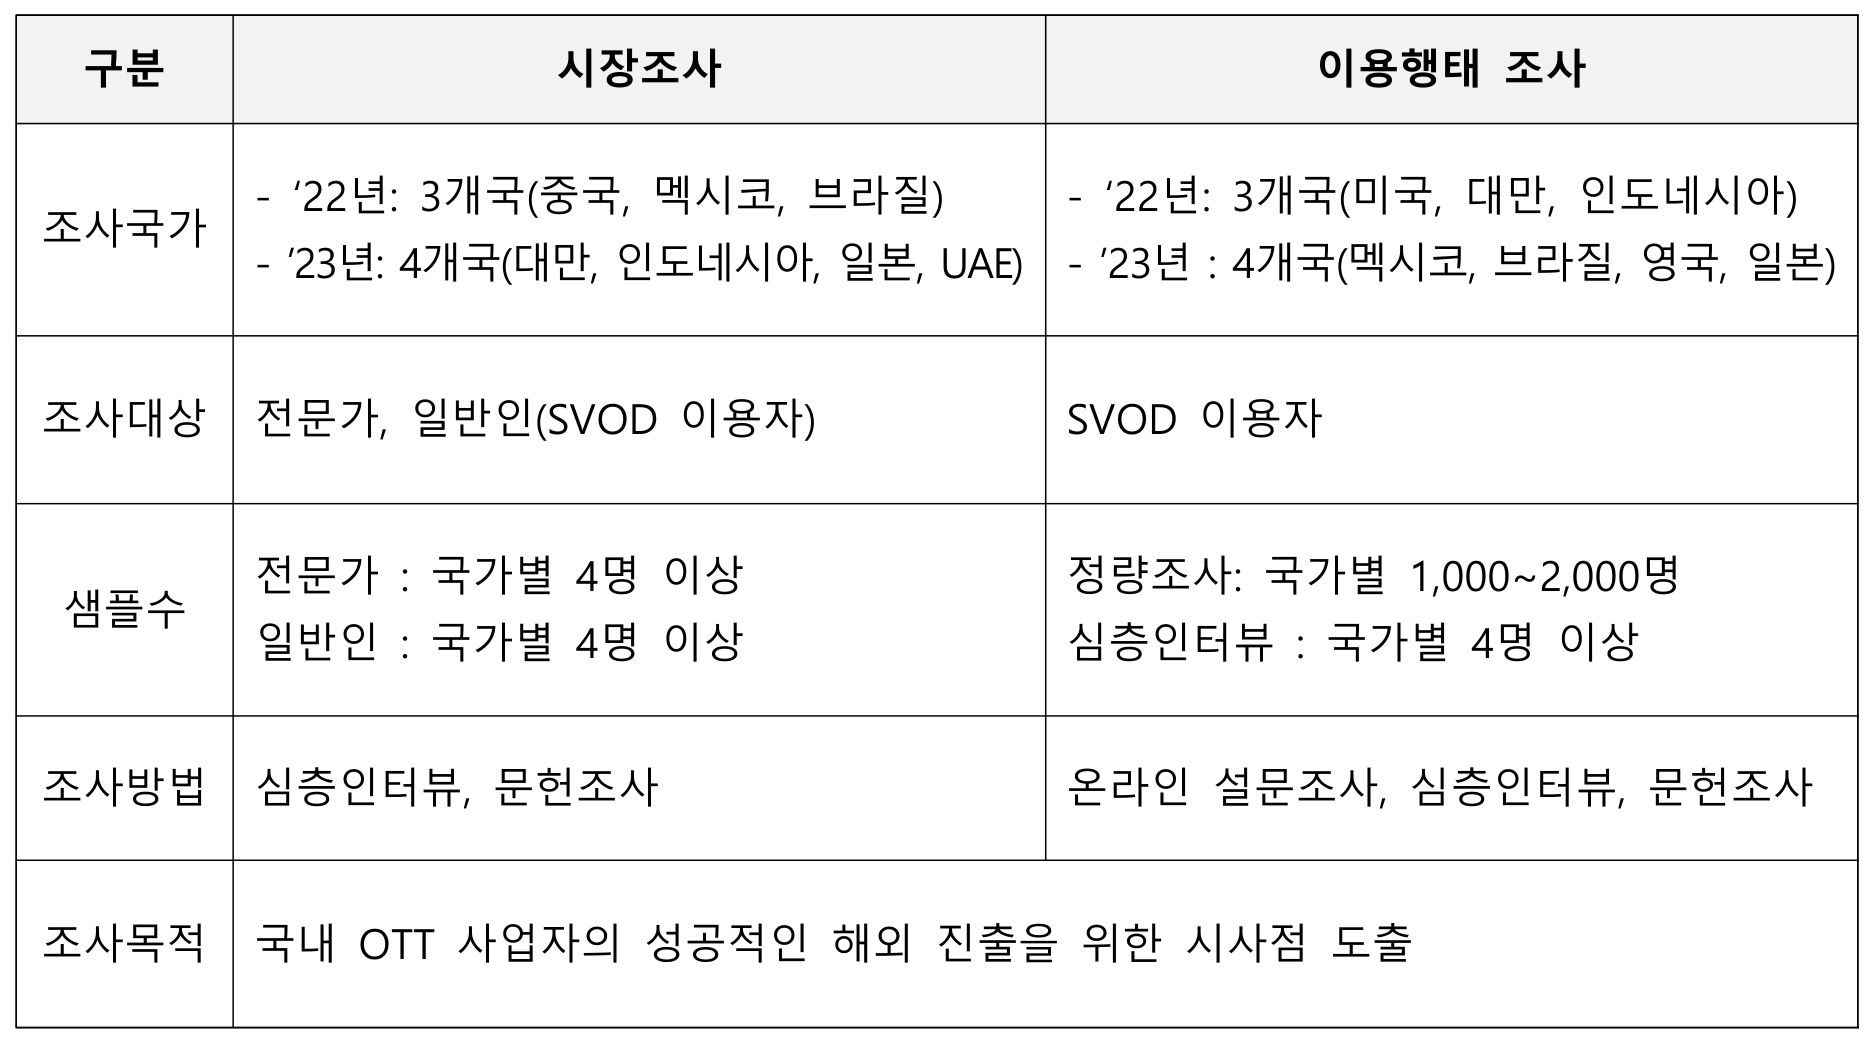 구분 시장조사 이용행태 조사
조사국가
- ‘22년: 3개국(중국, 멕시코, 브라질)
- ’23년: 4개국(대만, 인도네시아, 일본, UAE)
- ‘22년: 3개국(미국, 대만, 인도네시아)
- ’23년 : 4개국(멕시코, 브라질, 영국, 일본)
조사대상 전문가, 일반인(SVOD 이용자) SVOD 이용자
샘플수
전문가 : 국가별 4명 이상
일반인 : 국가별 4명 이상
정량조사: 국가별 1,000~2,000명
심층인터뷰 : 국가별 4명 이상
조사방법 심층인터뷰, 문헌조사 온라인 설문조사, 심층인터뷰, 문헌조사
조사목적 국내 OTT 사업자의 성공적인 해외 진출을 위한 시사점 도출